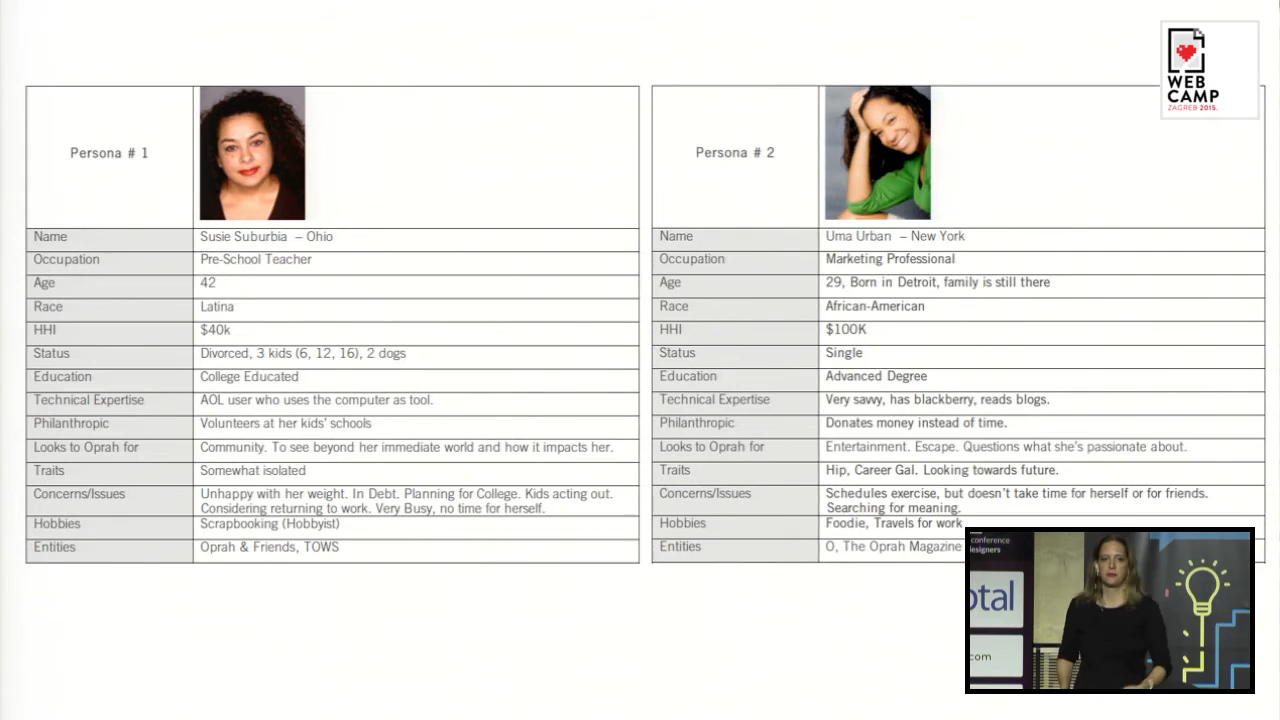 WEB
CAMP
ZAGREB 2015.
Persona # 1
Name Susie Suburbia – Ohio
Occupation Pre-School Teacher
Age 42
Race Latina
HHI $40k
Status Divorced, 3 kids (6, 12, 16), 2 dogs
Education College Educated
Technical Expertise AOL user who uses the computer as tool.
Philanthropic Volunteers at her kids' schools
Looks to Oprah for Community. To see beyond her immediate world and how it impacts her.
Traits Somewhat isolated
Concerns/Issues Unhappy with her weight. In Debt. Planning for College. Kids acting out.
Considering returning to work. Very Busy, no time for herself.
Hobbies Scrapbooking (Hobbyist)
Entities Oprah & Friends, TOWS
Persona # 2
Name Uma Urban – New York
Occupation Marketing Professional
Age 29, Born in Detroit, family is still there
Race African-American
HHI $100K
Status Single
Education Advanced Degree
Technical Expertise Very savvy, has blackberry, reads blogs.
Philanthropic Donates money instead of time.
Looks to Oprah for Entertainment. Escape. Questions what she's passionate about.
Traits Hip, Career Gal. Looking towards future.
Concerns/Issues Schedules exercise, but doesn't take time for herself or for friends.
Searching for meaning.
Hobbies Foodie, Travels for work
Entities O, The Oprah Magazine
conference
esigners
otal
com